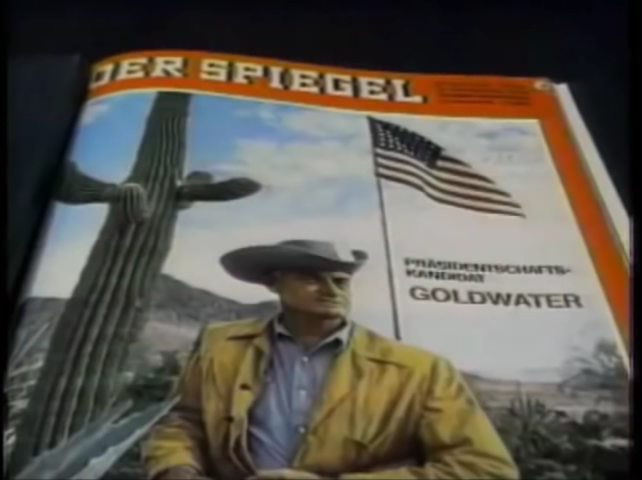 DER SPIEGEL
PRÄSIDENTSCHAFTS-
KANDIDAT
GOLDWATER